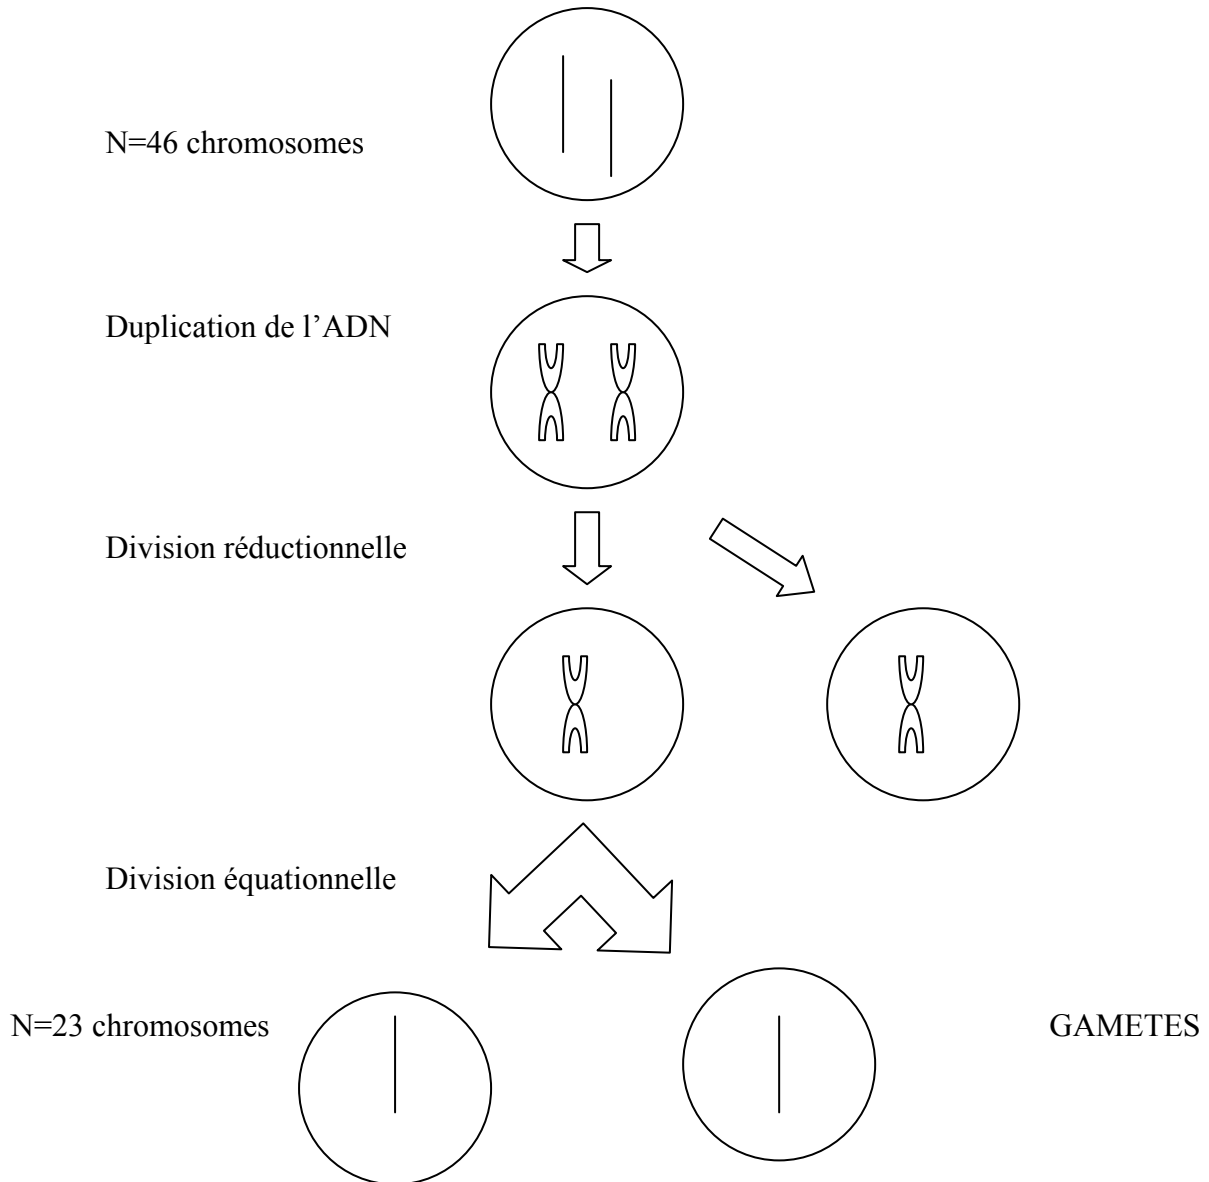 N=46 chromosomes
Duplication de l’ADN
Division réductionnelle
Division équationnelle
N=23 chromosomes
GAMETES